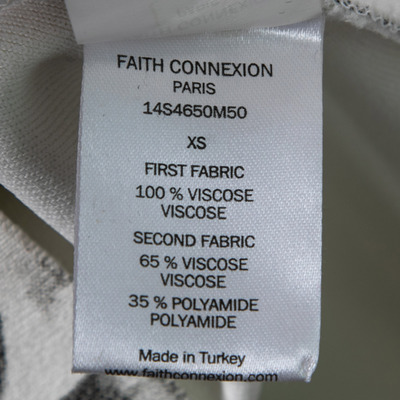 FAITH CONNEXION
PARIS
14S4650M50
XS
FIRST FABRIC
100 % VISCOSE
VISCOSE
SECOND FABRIC
65 % VISCOSE
VISCOSE
35 % POLYAMIDE
POLYAMIDE
Made in Turkey
www.faithconnexion.com